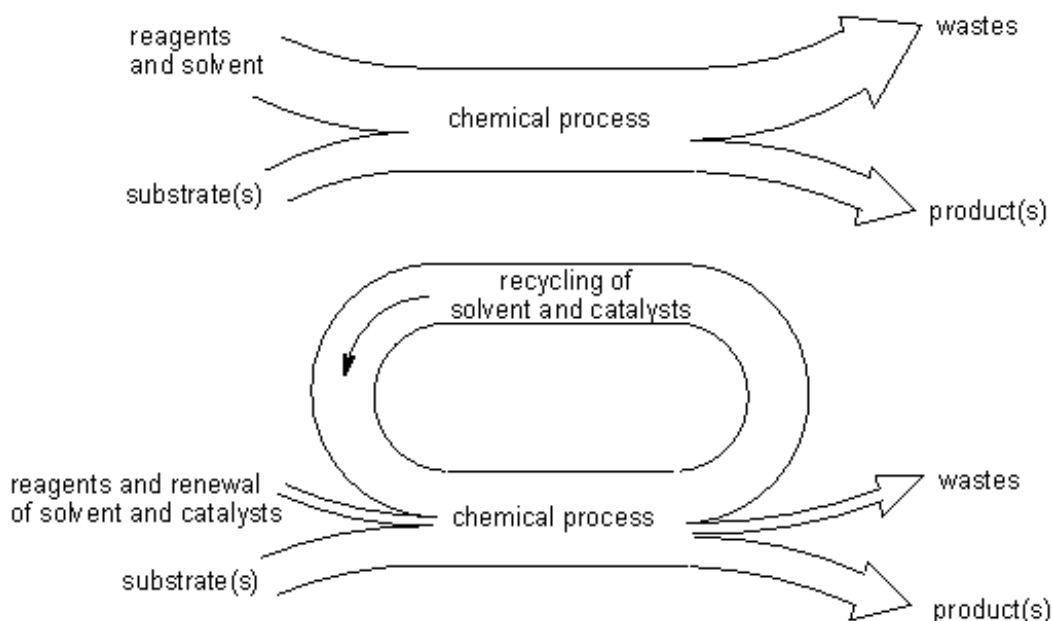 reagents
and solvent
wastes
chemical process
substrate(s)
product(s)
recycling of
solvent and catalysts
reagents and renewal
of solvent and catalysts
wastes
chemical process
substrate(s)
product(s)